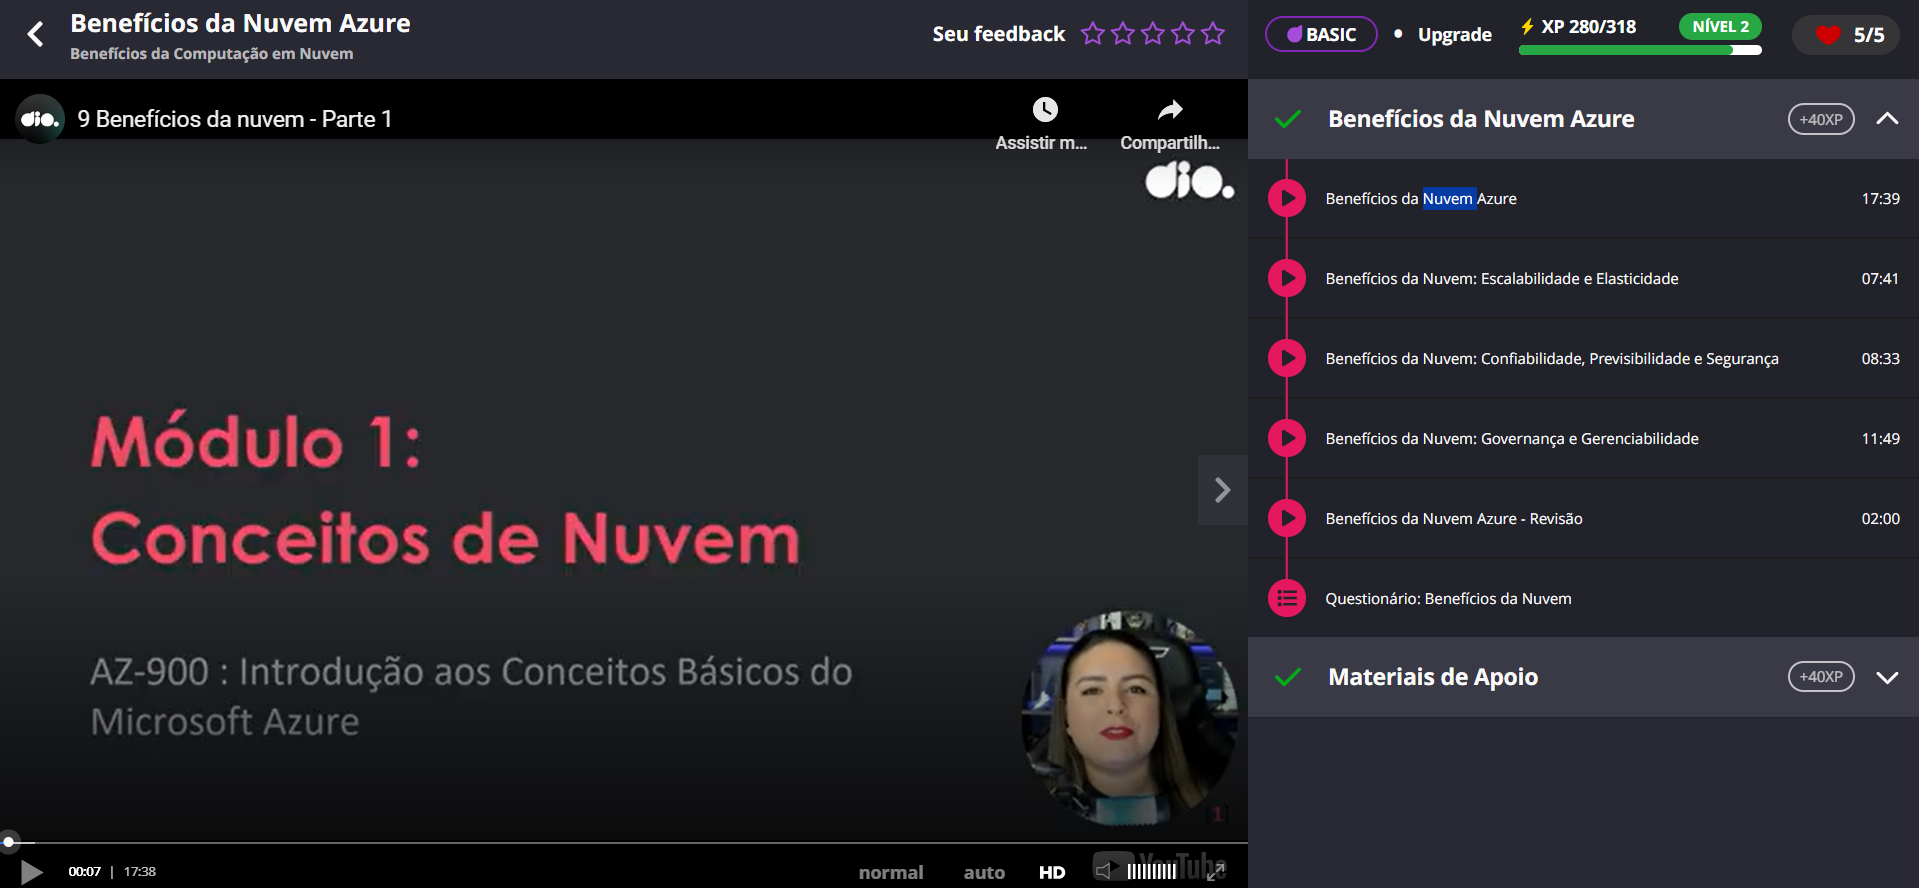 Benefícios da Nuvem Azure
Benefícios da Computação em Nuvem
Seu feedback
BASIC
•
Upgrade
XP 280/318
NÍVEL 2
5/5
dio.
9 Benefícios da nuvem - Parte 1
Assistir m...
Compartilh...
dio.
Módulo 1:
Conceitos de Nuvem
AZ-900 : Introdução aos Conceitos Básicos do
Microsoft Azure
1
00:07 | 17:38
normal
auto
HD
YouTube
Benefícios da Nuvem Azure
+40XP
Benefícios da Nuvem Azure
17:39
Benefícios da Nuvem: Escalabilidade e Elasticidade
07:41
Benefícios da Nuvem: Confiabilidade, Previsibilidade e Segurança
08:33
Benefícios da Nuvem: Governança e Gerenciabilidade
11:49
Benefícios da Nuvem Azure - Revisão
02:00
Questionário: Benefícios da Nuvem
Materiais de Apoio
+40XP